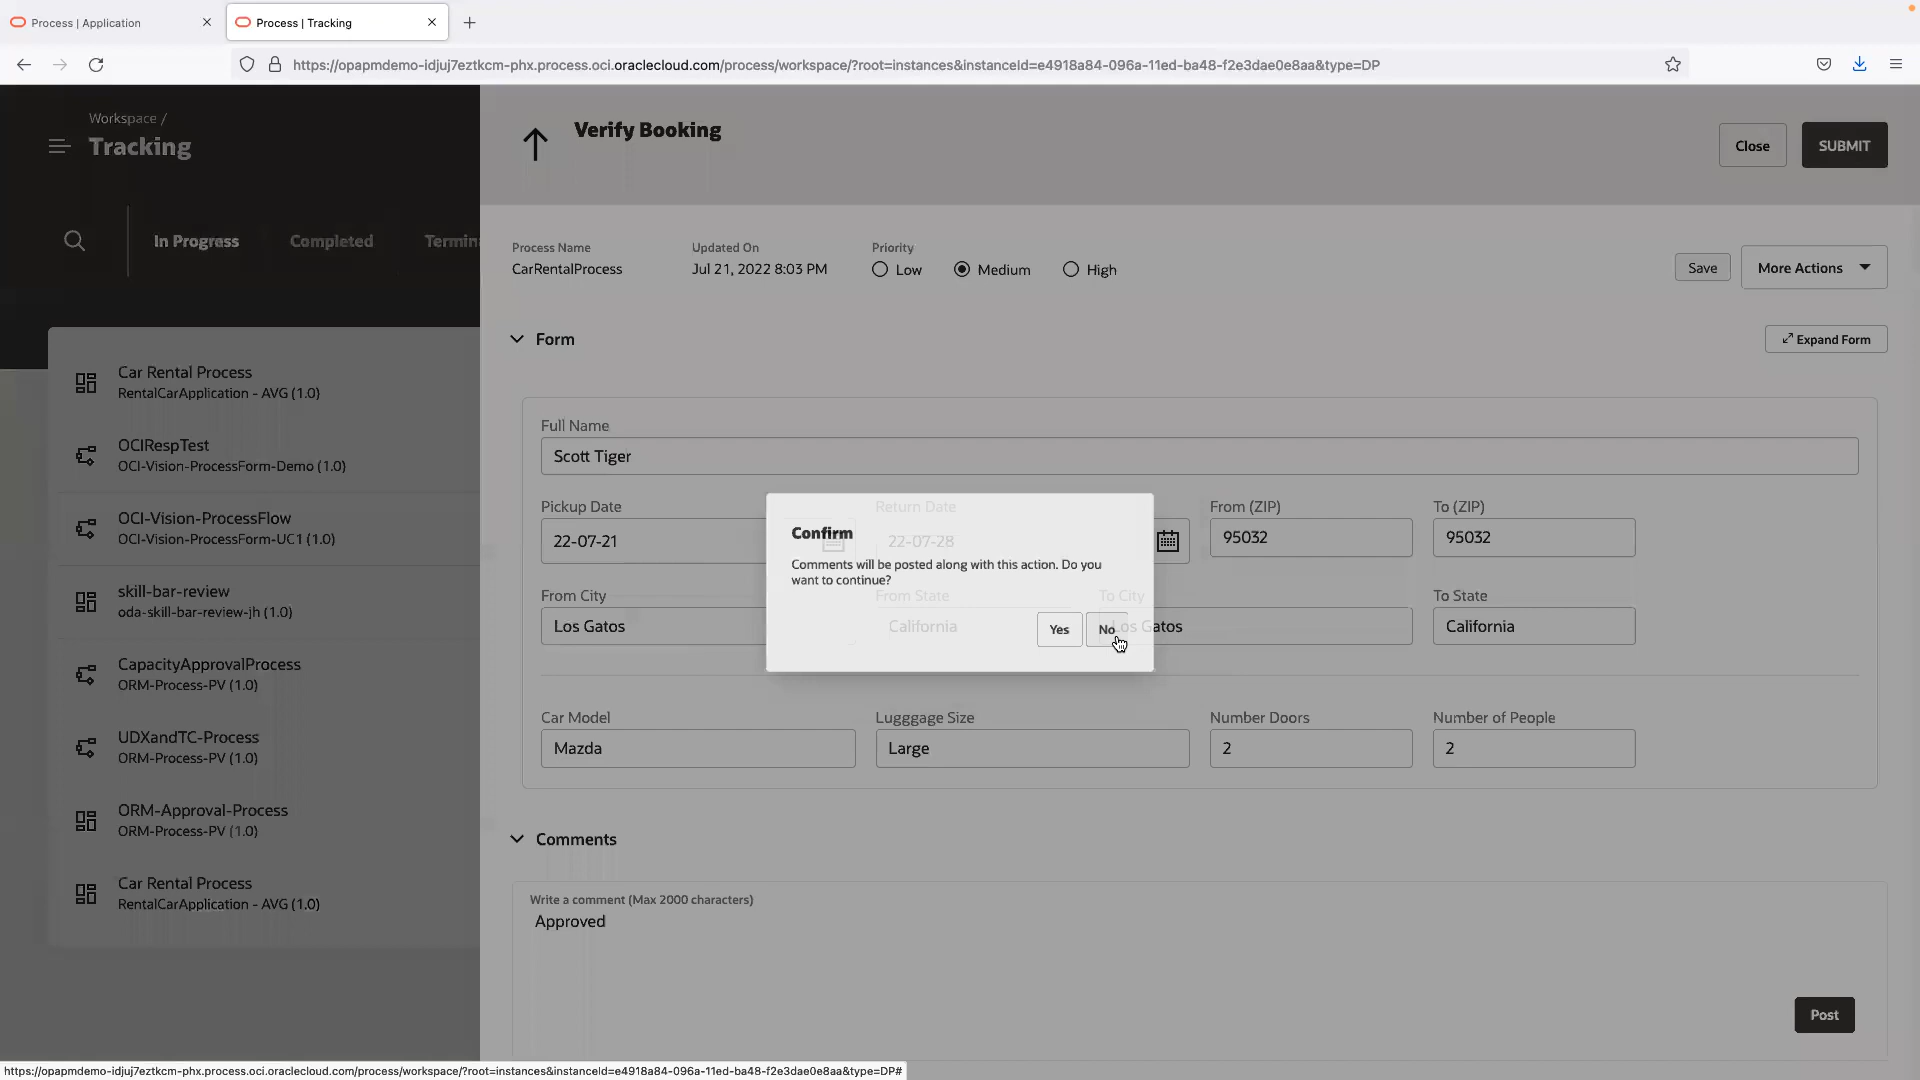 Process | Application
Process | Tracking
https://opapmdemo-idjuj7eztkcm-phx.process.oci.oraclecloud.com/process/workspace/?root=instances&instanceId=e4918a84-096a-11ed-ba48-f2e3dae0e8aa&type=DP
Workspace /
Tracking
Verify Booking
Close
SUBMIT
In Progress
Completed
Termin
Process Name
CarRentalProcess
Updated On
Jul 21, 2022 8:03 PM
Priority
Low
Medium
High
Save
More Actions
Form
Expand Form
Car Rental Process
RentalCarApplication - AVG (1.0)
OCIRespTest
OCI-Vision-ProcessForm-Demo (1.0)
OCI-Vision-ProcessFlow
OCI-Vision-ProcessForm-UC1 (1.0)
skill-bar-review
oda-skill-bar-review-jh (1.0)
CapacityApprovalProcess
ORM-Process-PV (1.0)
UDXandTC-Process
ORM-Process-PV (1.0)
ORM-Approval-Process
ORM-Process-PV (1.0)
Car Rental Process
RentalCarApplication - AVG (1.0)
Full Name
Scott Tiger
Pickup Date
22-07-21
Return Date
22-07-28
From (ZIP)
95032
To (ZIP)
95032
Confirm
Comments will be posted along with this action. Do you
want to continue?
Yes
No
From City
Los Gatos
From State
California
To City
Los Gatos
To State
California
Car Model
Mazda
Lugggage Size
Large
Number Doors
2
Number of People
2
Comments
Write a comment (Max 2000 characters)
Approved
Post
https://opapmdemo-idjuj7eztkcm-phx.process.oci.oraclecloud.com/process/workspace/?root=instances&instanceId=e4918a84-096a-11ed-ba48-f2e3dae0e8aa&type=DP#